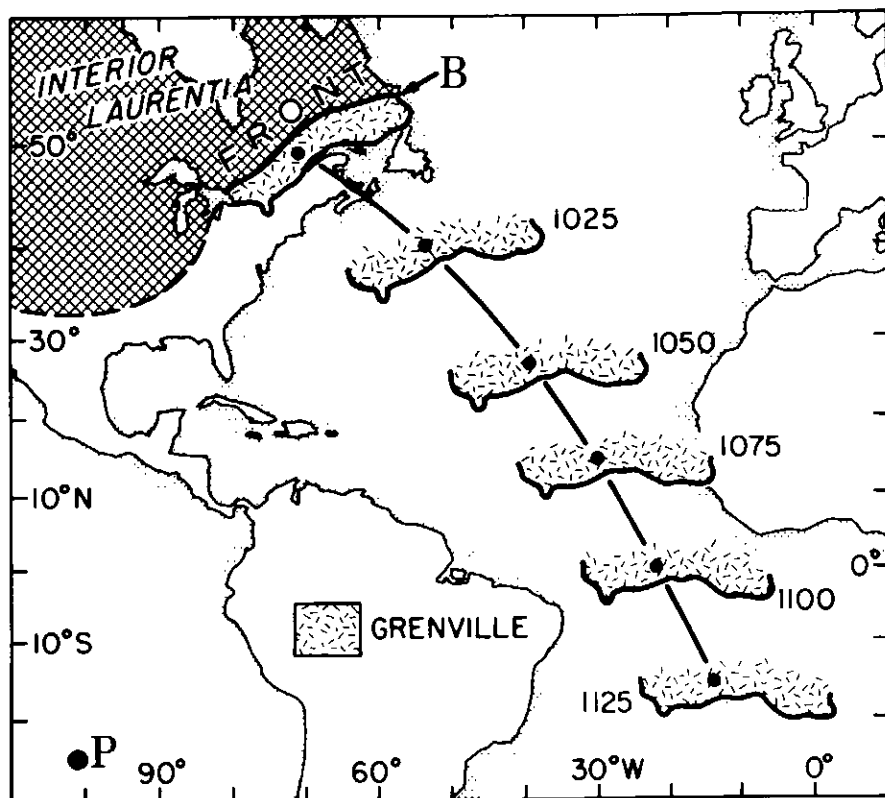 INTERIOR
LAURENTIA
FRONT
B
50°
1025
30°
1050
1075
10°N
0°
1100
GRENVILLE
10°S
1125
P
90°
60°
30°W
0°